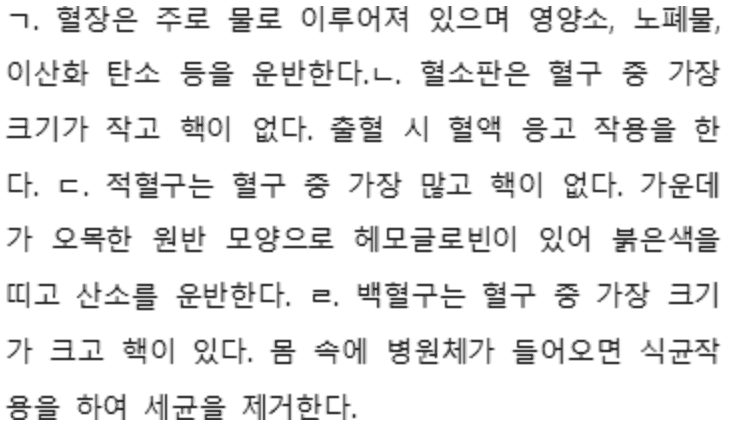 ㄱ. 혈장은 주로 물로 이루어져 있으며 영양소, 노폐물,
이산화 탄소 등을 운반한다.ㄴ. 혈소판은 혈구 중 가장
크기가 작고 핵이 없다. 출혈 시 혈액 응고 작용을 한
다. ㄷ. 적혈구는 혈구 중 가장 많고 핵이 없다. 가운데
가 오목한 원반 모양으로 헤모글로빈이 있어 붉은색을
띠고 산소를 운반한다. ㄹ. 백혈구는 혈구 중 가장 크기
가 크고 핵이 있다. 몸 속에 병원체가 들어오면 식균작
용을 하여 세균을 제거한다.